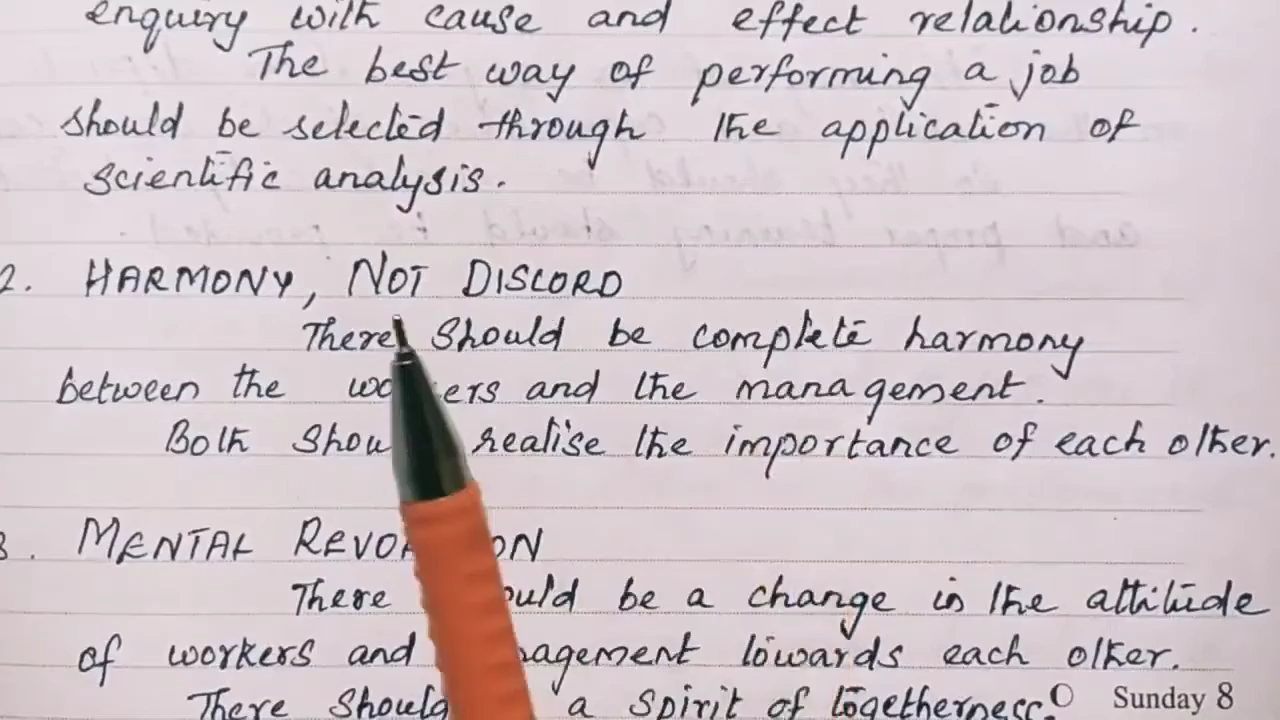 enquiry with cause and effect relationship.
The best way of performing a job
should be selected through the application of
scientific analysis.
2. HARMONY, NOT DISCORD
There should be complete harmony
between the and the management.
Both realise the importance of each other.
3. MENTAL
There be a change in the attitude
of workers and towards each other.
There should a spirit of togetherness.
Sunday 8